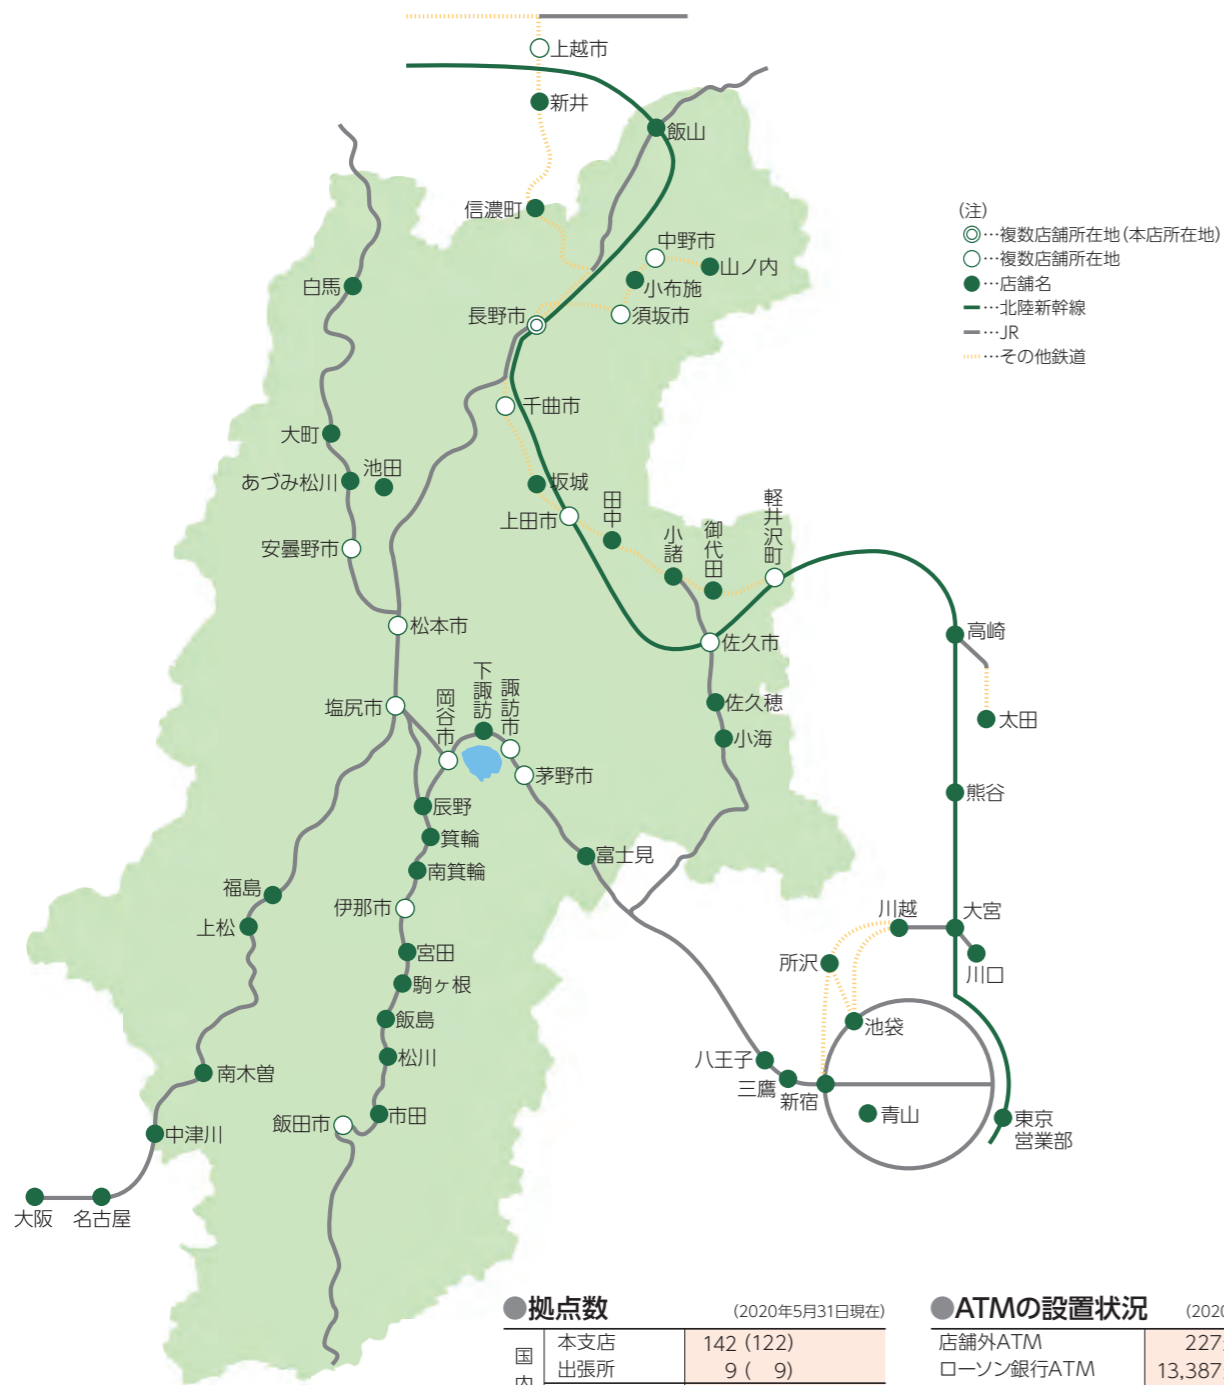 上越市
新井
飯山
信濃町
中野市
山ノ内
小布施
須坂市
長野市
白馬
千曲市
大町
池田
あづみ松川
坂城
上田市
田中
小諸
御代田
軽井沢町
安曇野市
松本市
佐久市
高崎
太田
塩尻市
岡谷市
下諏訪
諏訪市
茅野市
佐久穂
小海
熊谷
辰野
箕輪
南箕輪
富士見
福島
上松
伊那市
宮田
駒ヶ根
飯島
松川
川越
大宮
所沢
川口
池袋
南木曽
中津川
飯田市
市田
八王子
三鷹
新宿
青山
東京
営業部
大阪
名古屋
(注)
◎…複数店舗所在地(本店所在地)
○…複数店舗所在地
●…店舗名
…北陸新幹線
…JR
…その他鉄道
●拠点数 (2020年5月31日現在)
国内
本支店 142 (122)
出張所 9 ( 9)
●ATMの設置状況 (2020
店舗外ATM 227
ローソン銀行ATM 13,387